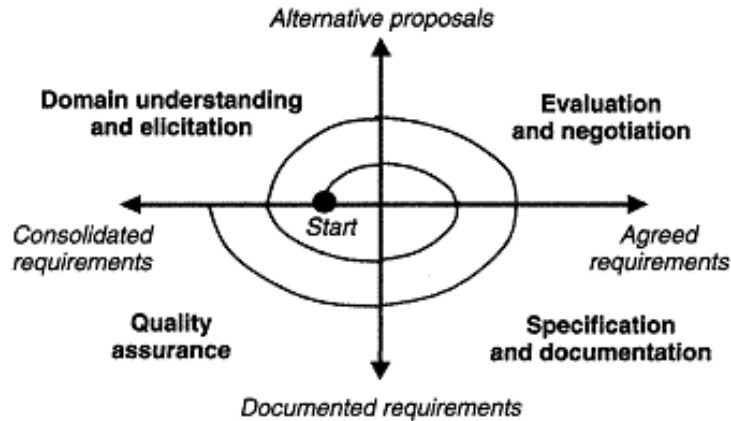 Alternative proposals
Domain understanding
and elicitation
Evaluation
and negotiation
Start
Consolidated
requirements
Agreed
requirements
Quality
assurance
Specification
and documentation
Documented requirements